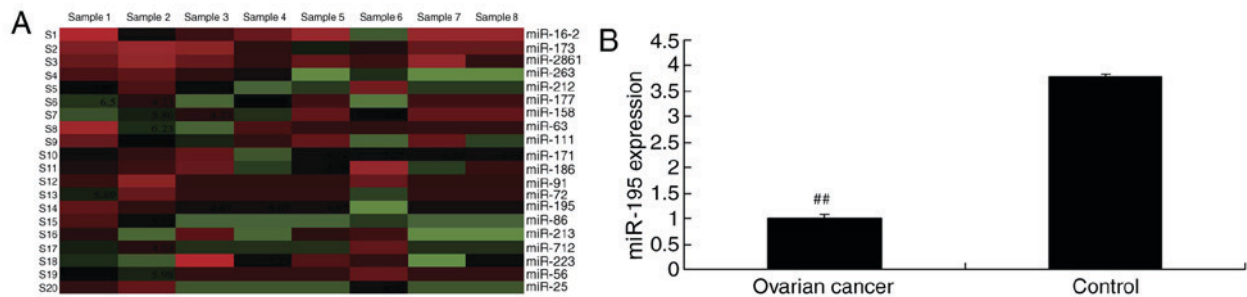 A
Sample 1 Sample 2 Sample 3 Sample 4 Sample 5 Sample 6 Sample 7 Sample 8
S1 miR-16-2
S2 miR-173
S3 miR-2861
S4 miR-263
S5 miR-212
S6 6.5 miR-177
S7 miR-158
S8 6.23 miR-63
S9 miR-111
S10 miR-171
S11 miR-186
S12 miR-91
S13 miR-72
S14 miR-195
S15 miR-86
S16 miR-213
S17 miR-712
S18 miR-223
S19 miR-56
S20 miR-25
B
miR-195 expression
4.5
4
3.5
3
2.5
2
1.5
1
0.5
0
##
Ovarian cancer Control